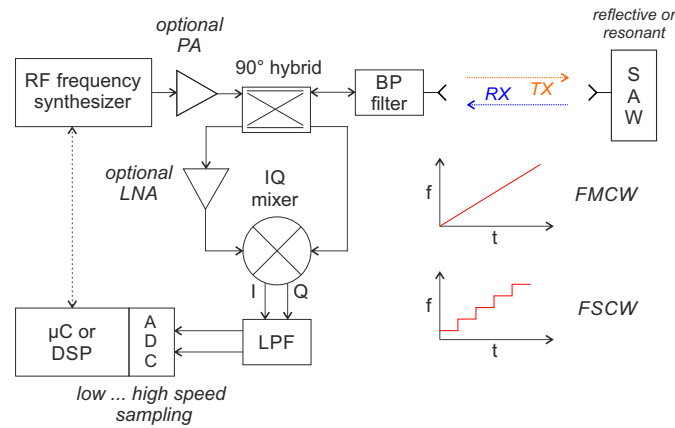 optional
PA
reflective or
resonant
RF frequency
synthesizer
90° hybrid
BP
filter
RX
TX
S
A
W
optional
LNA
IQ
mixer
f
t
FMCW
I
Q
f
t
FSCW
µC or
DSP
A
D
C
LPF
low ... high speed
sampling